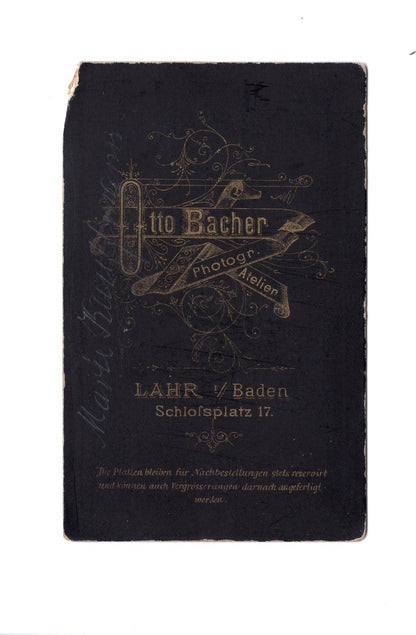 Otto Bacher
Photogr.
Atelier
LAHR i/Baden
Schloſsplatz 17.
Die Platten bleiben für Nachbestellungen stets reservirt
und können auch Vergrösserungen darnach angefertigt
werden.